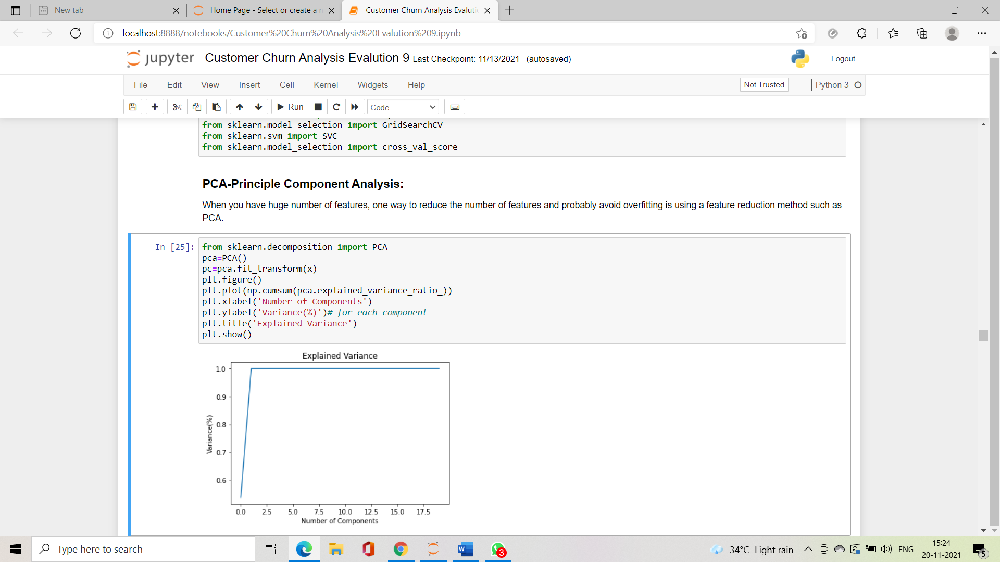 New tab
Home Page - Select or create a n
Customer Churn Analysis Evalutio
localhost:8888/notebooks/Customer%20Churn%20Analysis%20Evalution%209.ipynb
jupyter Customer Churn Analysis Evalution 9 Last Checkpoint: 11/13/2021 (autosaved)
Logout
File Edit View Insert Cell Kernel Widgets Help
Not Trusted
Python 3
Run
Code
from sklearn.model_selection import GridSearchCV
from sklearn.svm import SVC
from sklearn.model_selection import cross_val_score
PCA-Principle Component Analysis:
When you have huge number of features, one way to reduce the number of features and probably avoid overfitting is using a feature reduction method such as
PCA.
In [25]: from sklearn.decomposition import PCA
pca=PCA()
pc=pca.fit_transform(x)
plt.figure()
plt.plot(np.cumsum(pca.explained_variance_ratio_))
plt.xlabel('Number of Components')
plt.ylabel('Variance(%)')# for each component
plt.title('Explained Variance')
plt.show()
Explained Variance
1.0
0.9
0.8
0.7
0.6
Variance(%)
0.0 2.5 5.0 7.5 10.0 12.5 15.0 17.5
Number of Components
Type here to search
W
3
34°C Light rain
ENG
15:24
20-11-2021
5